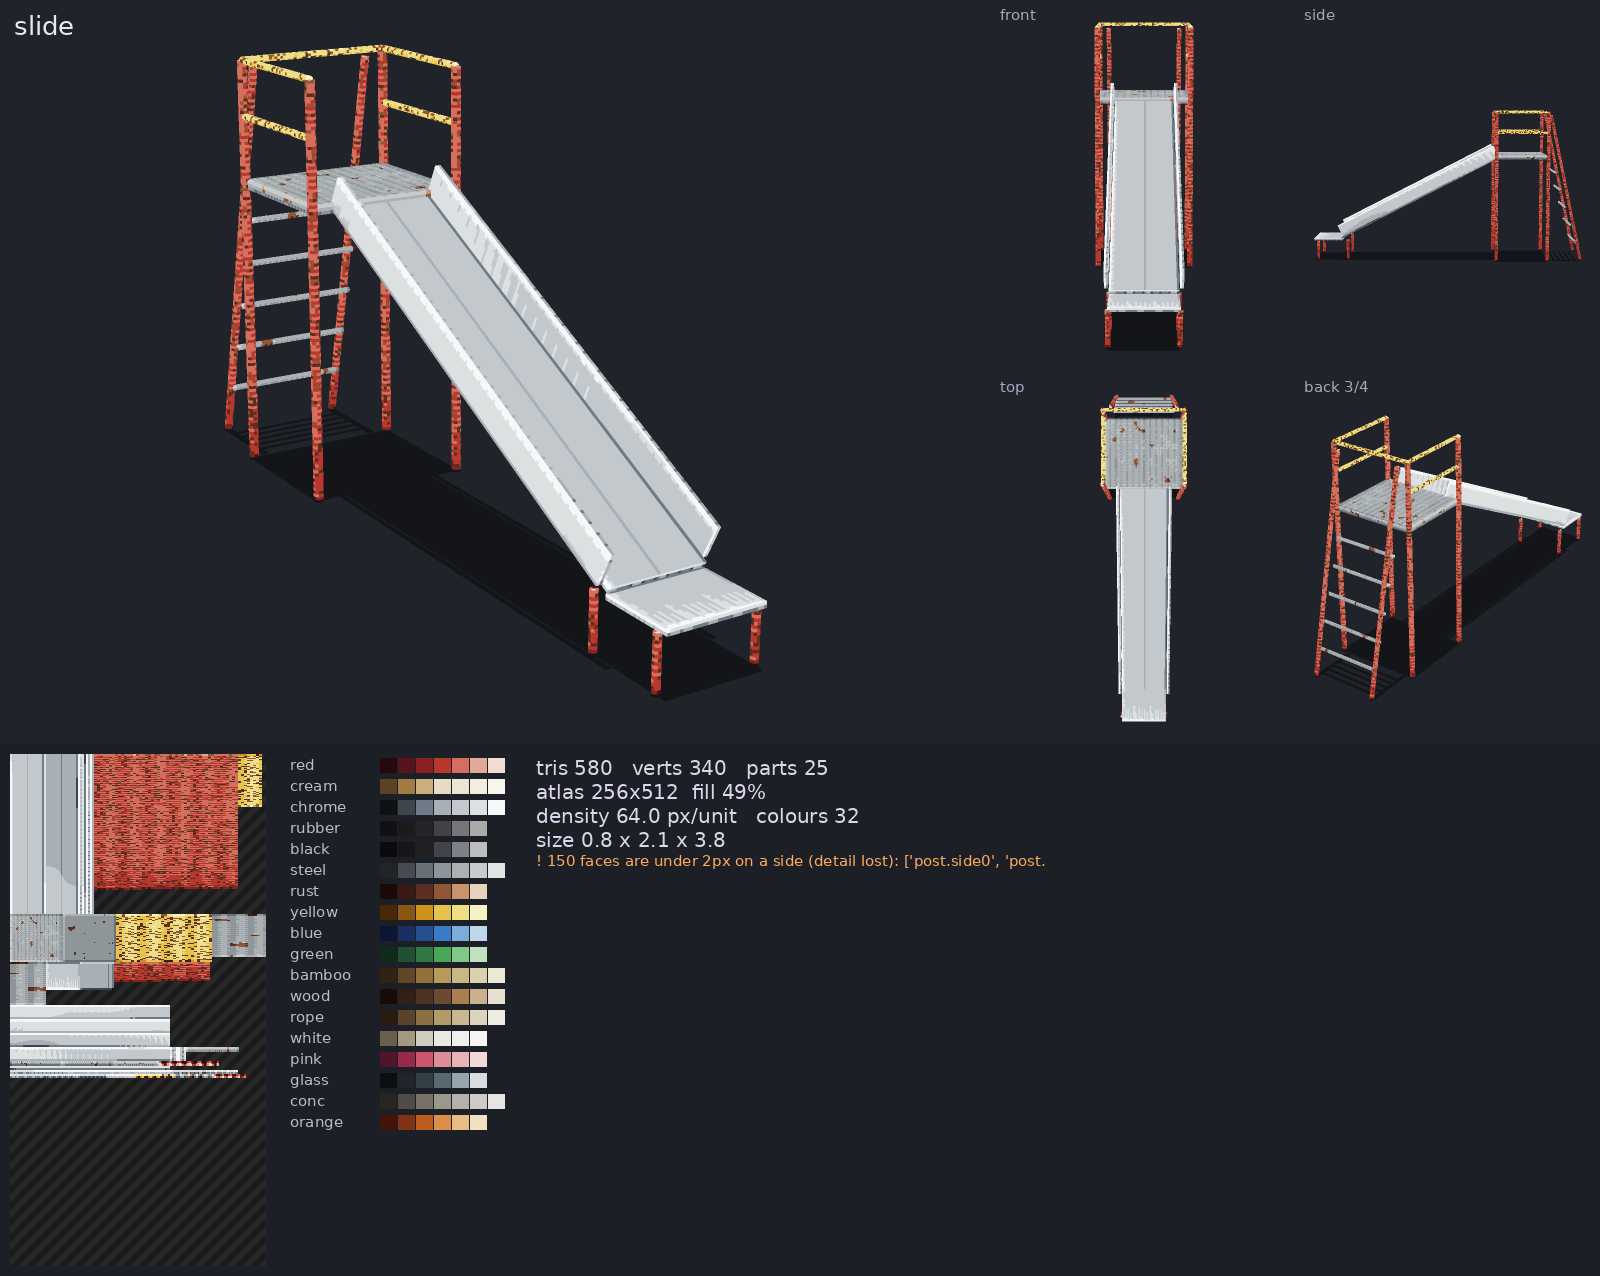 slide
front
side
top
back 3/4
red
cream
chrome
rubber
black
steel
rust
yellow
blue
green
bamboo
wood
rope
white
pink
glass
conc
orange
tris 580   verts 340   parts 25
atlas 256x512  fill 49%
density 64.0 px/unit   colours 32
size 0.8 x 2.1 x 3.8
! 150 faces are under 2px on a side (detail lost): ['post.side0', 'post.